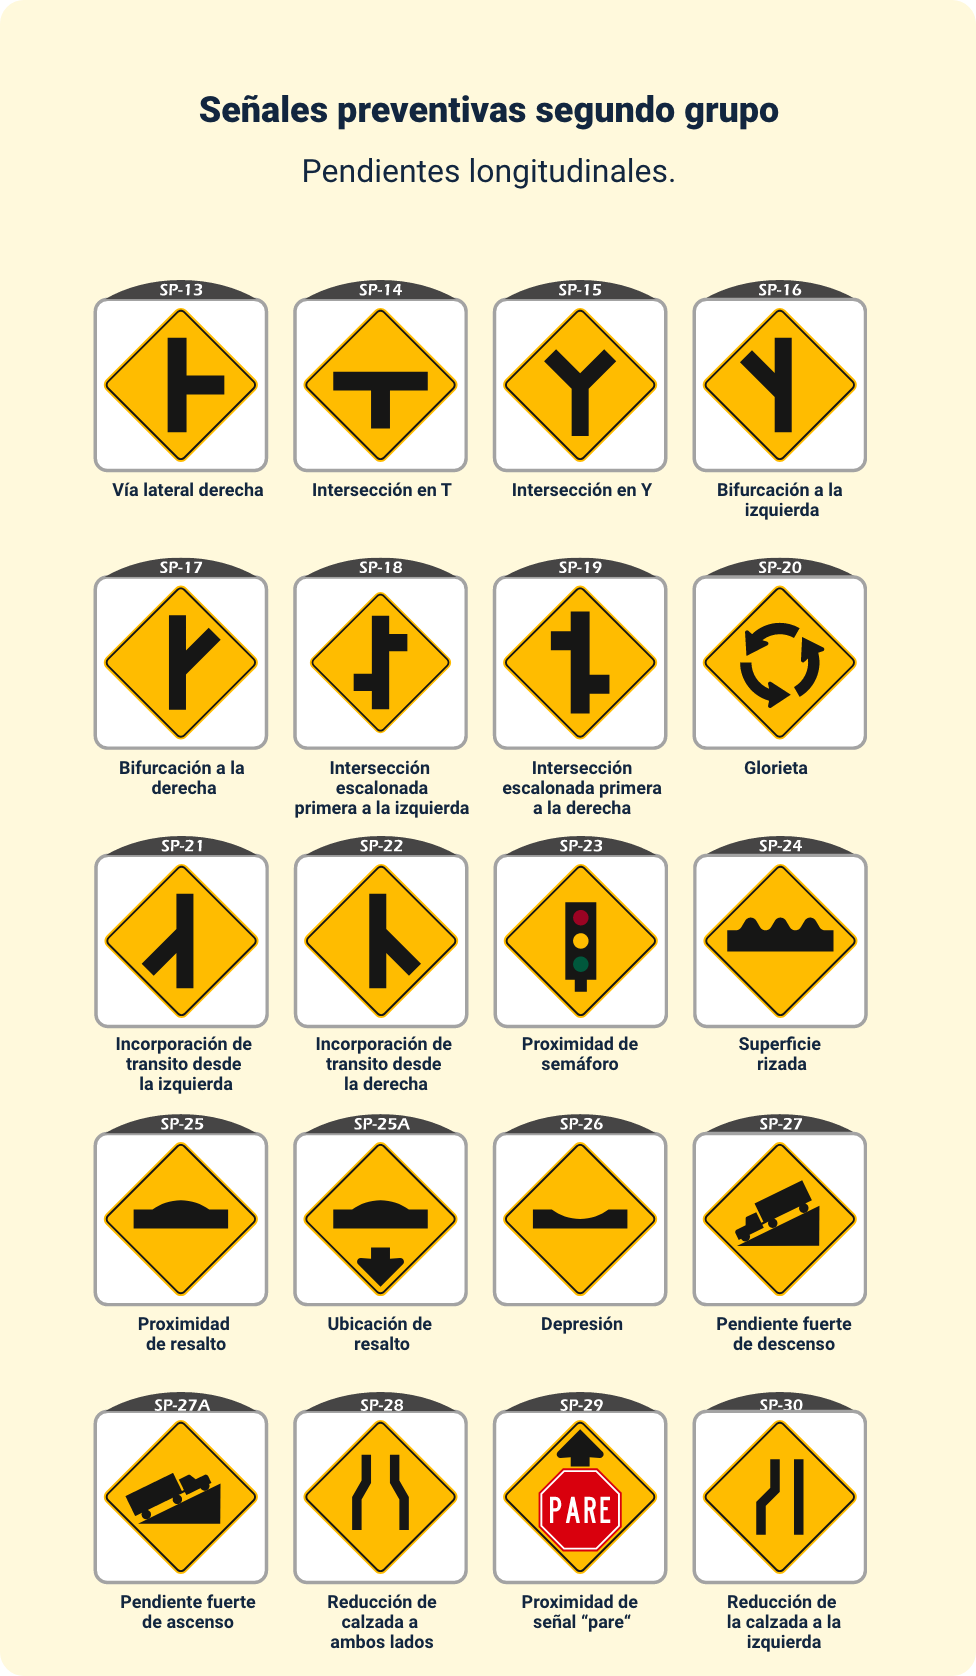 Señales preventivas segundo grupo
Pendientes longitudinales.
SP-13
SP-14
SP-15
SP-16
Vía lateral derecha
Intersección en T
Intersección en Y
Bifurcación a la
izquierda
SP-17
SP-18
SP-19
SP-20
Bifurcación a la
derecha
Intersección
escalonada
primera a la izquierda
Intersección
escalonada primera
a la derecha
Glorieta
SP-21
SP-22
SP-23
SP-24
Incorporación de
transito desde
la izquierda
Incorporación de
transito desde
la derecha
Proximidad de
semáforo
Superficie
rizada
SP-25
SP-25A
SP-26
SP-27
Proximidad
de resalto
Ubicación de
resalto
Depresión
Pendiente fuerte
de descenso
SP-27A
SP-28
SP-29
SP-30
PARE
Pendiente fuerte
de ascenso
Reducción de
calzada a
ambos lados
Proximidad de
señal “pare“
Reducción de
la calzada a la
izquierda